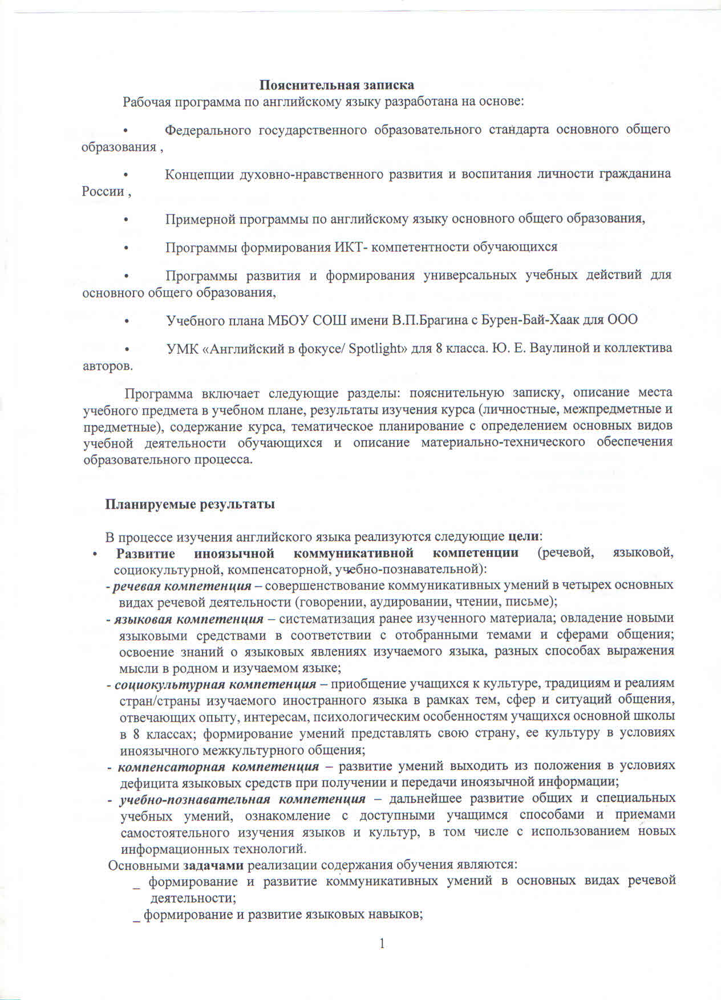 Пояснительная записка
Рабочая программа по английскому языку разработана на основе:
• Федерального государственного образовательного стандарта основного общего
образования ,
• Концепции духовно-нравственного развития и воспитания личности гражданина
России ,
• Примерной программы по английскому языку основного общего образования,
• Программы формирования ИКТ- компетентности обучающихся
• Программы развития и формирования универсальных учебных действий для
основного общего образования,
• Учебного плана МБОУ СОШ имени В.П.Брагина с Бурен-Бай-Хаак для ООО
• УМК «Английский в фокусе/ Spotlight» для 8 класса. Ю. Е. Ваулиной и коллектива
авторов.
Программа включает следующие разделы: пояснительную записку, описание места
учебного предмета в учебном плане, результаты изучения курса (личностные, межпредметные и
предметные), содержание курса, тематическое планирование с определением основных видов
учебной деятельности обучающихся и описание материально-технического обеспечения
образовательного процесса.
Планируемые результаты
В процессе изучения английского языка реализуются следующие цели:
• Развитие иноязычной коммуникативной компетенции (речевой, языковой,
социокультурной, компенсаторной, учебно-познавательной):
- речевая компетенция – совершенствование коммуникативных умений в четырех основных
видах речевой деятельности (говорении, аудировании, чтении, письме);
- языковая компетенция – систематизация ранее изученного материала; овладение новыми
языковыми средствами в соответствии с отобранными темами и сферами общения;
освоение знаний о языковых явлениях изучаемого языка, разных способах выражения
мысли в родном и изучаемом языке;
- социокультурная компетенция – приобщение учащихся к культуре, традициям и реалиям
стран/страны изучаемого иностранного языка в рамках тем, сфер и ситуаций общения,
отвечающих опыту, интересам, психологическим особенностям учащихся основной школы
в 8 классах; формирование умений представлять свою страну, ее культуру в условиях
иноязычного межкультурного общения;
- компенсаторная компетенция – развитие умений выходить из положения в условиях
дефицита языковых средств при получении и передачи иноязычной информации;
- учебно-познавательная компетенция – дальнейшее развитие общих и специальных
учебных умений, ознакомление с доступными учащимся способами и приемами
самостоятельного изучения языков и культур, в том числе с использованием новых
информационных технологий.
Основными задачами реализации содержания обучения являются:
_ формирование и развитие коммуникативных умений в основных видах речевой
деятельности;
_ формирование и развитие языковых навыков;
1